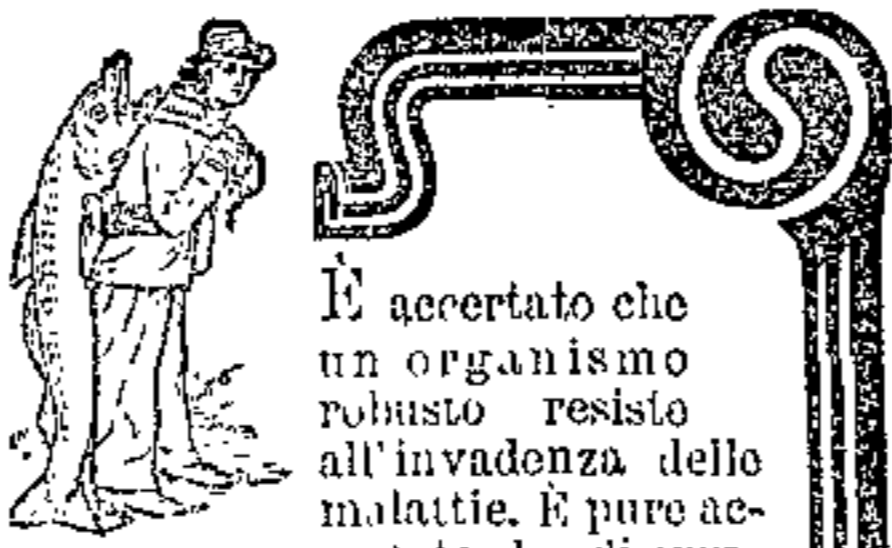 È accertato che
un organismo
robusto resiste
all'invadenza delle
malattie. È pure ac-